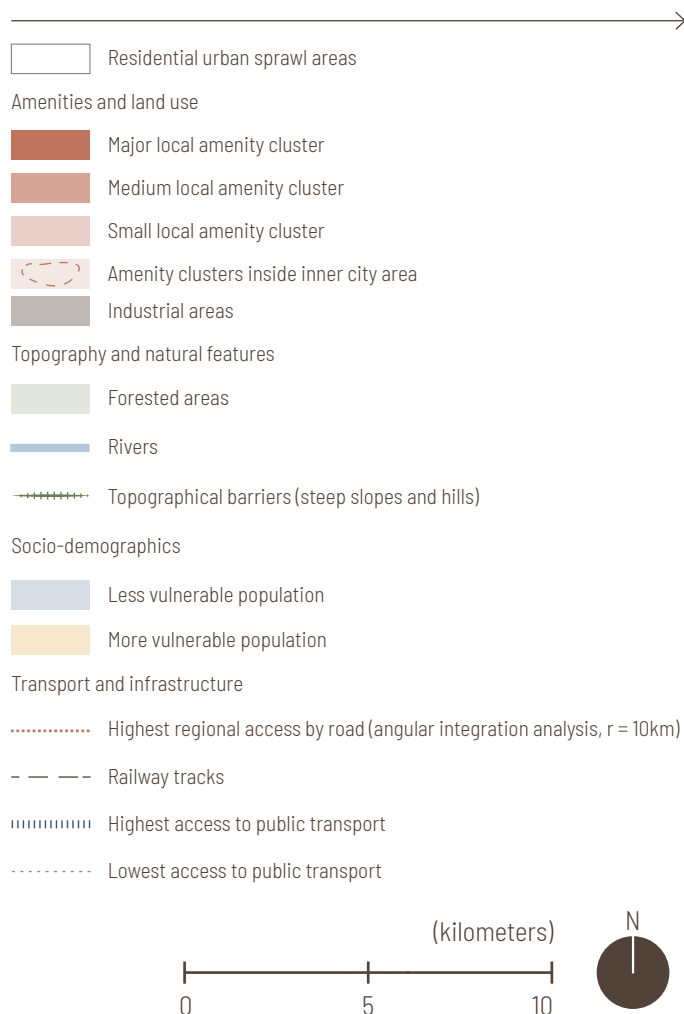 Residential urban sprawl areas
Amenities and land use
Major local amenity cluster
Medium local amenity cluster
Small local amenity cluster
Amenity clusters inside inner city area
Industrial areas
Topography and natural features
Forested areas
Rivers
Topographical barriers (steep slopes and hills)
Socio-demographics
Less vulnerable population
More vulnerable population
Transport and infrastructure
Highest regional access by road (angular integration analysis, r = 10km)
Railway tracks
Highest access to public transport
Lowest access to public transport
(kilometers)
N
0 5 10